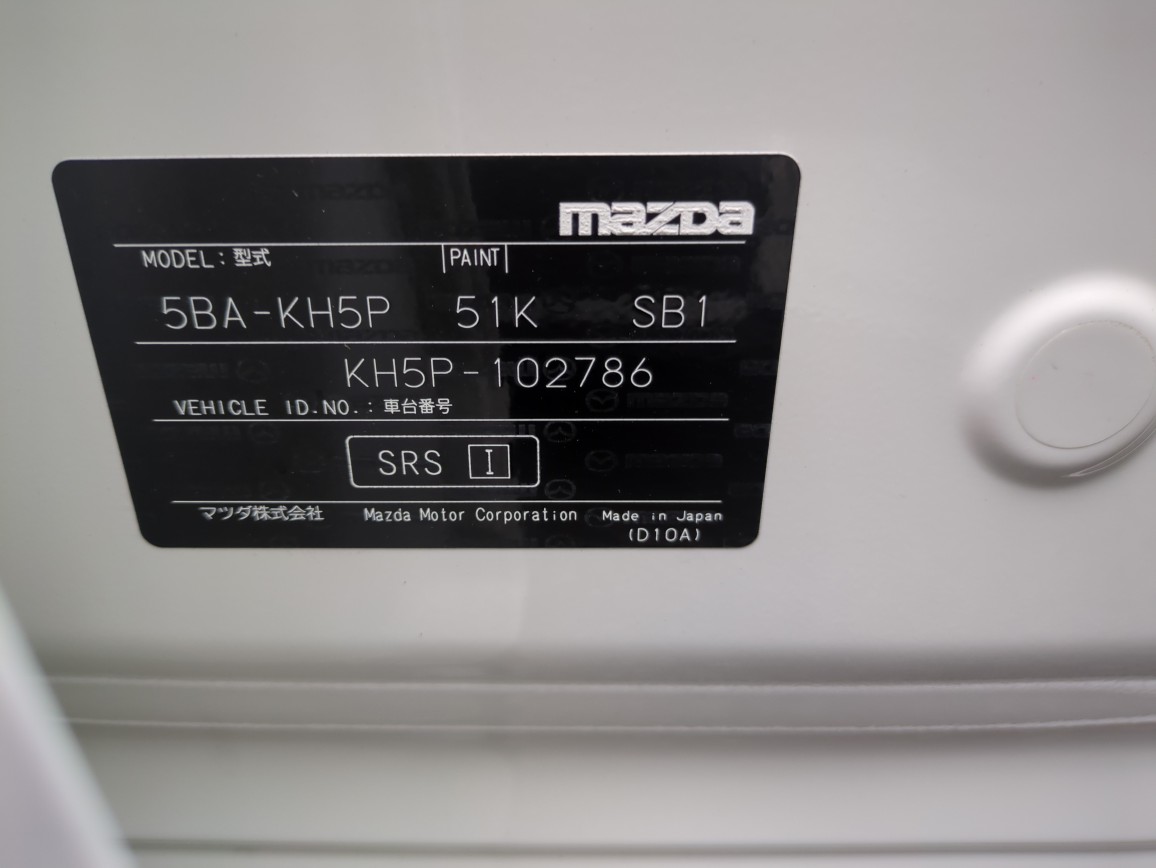 mazda
MODEL：型式 PAINT
5BA-KH5P 51K SB1
KH5P-102786
VEHICLE ID.NO.：車台番号
SRS I
マツダ株式会社 Mazda Motor Corporation Made in Japan
(D10A)